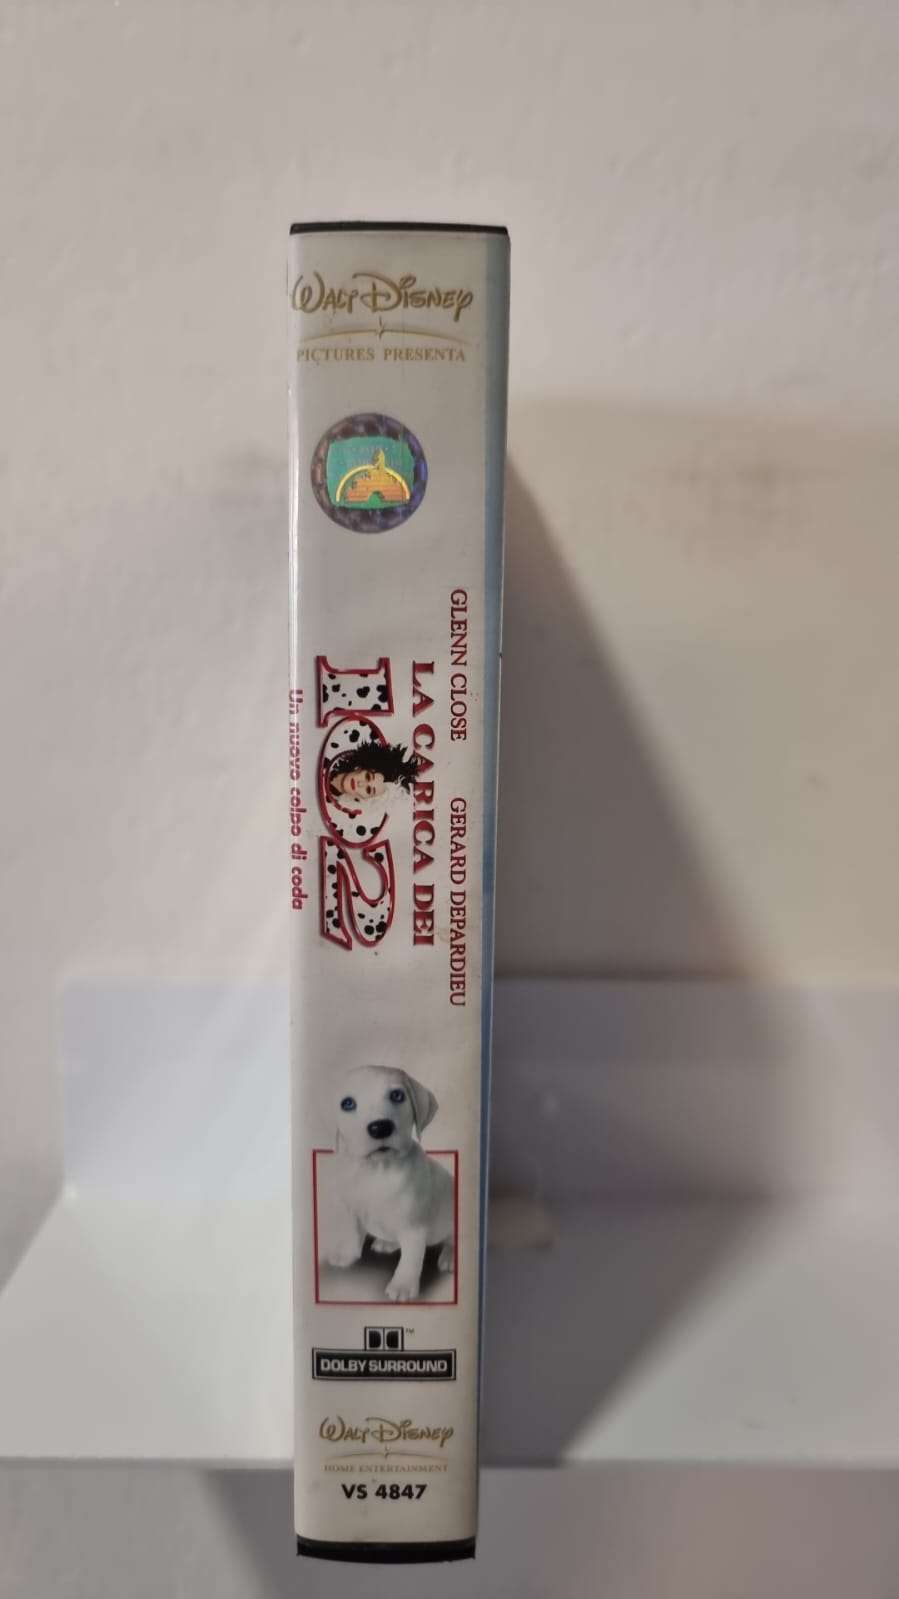 WALT DISNEY
PICTURES PRESENTA
GLENN CLOSE GERARD DEPARDIEU
LA CARICA DEI
102
Un nuovo colpo di coda
DOLBY SURROUND
WALT DISNEY
HOME ENTERTAINMENT
VS 4847